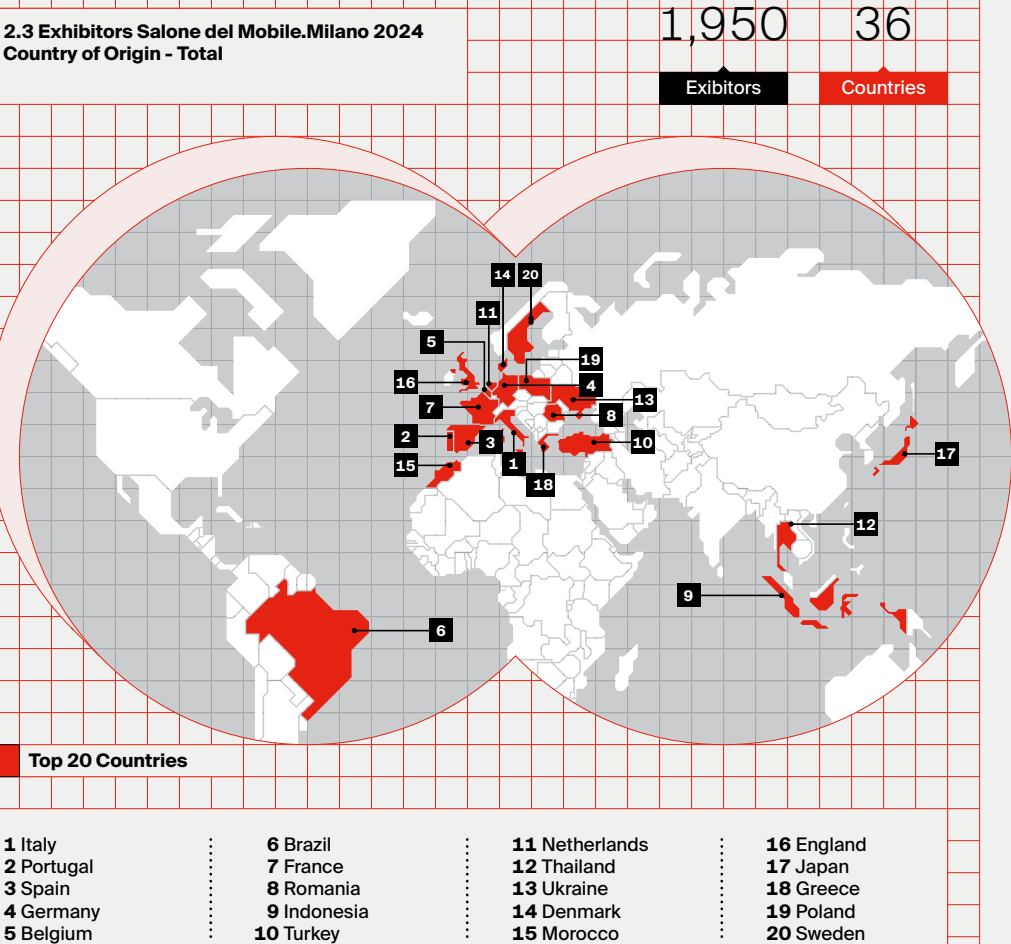 2.3 Exhibitors Salone del Mobile.Milano 2024
Country of Origin - Total
1,950
Exibitors
36
Countries
14
20
11
5
19
16
4
13
7
8
2
3
10
1
15
18
17
12
9
6
Top 20 Countries
1 Italy
2 Portugal
3 Spain
4 Germany
5 Belgium
6 Brazil
7 France
8 Romania
9 Indonesia
10 Turkey
11 Netherlands
12 Thailand
13 Ukraine
14 Denmark
15 Morocco
16 England
17 Japan
18 Greece
19 Poland
20 Sweden